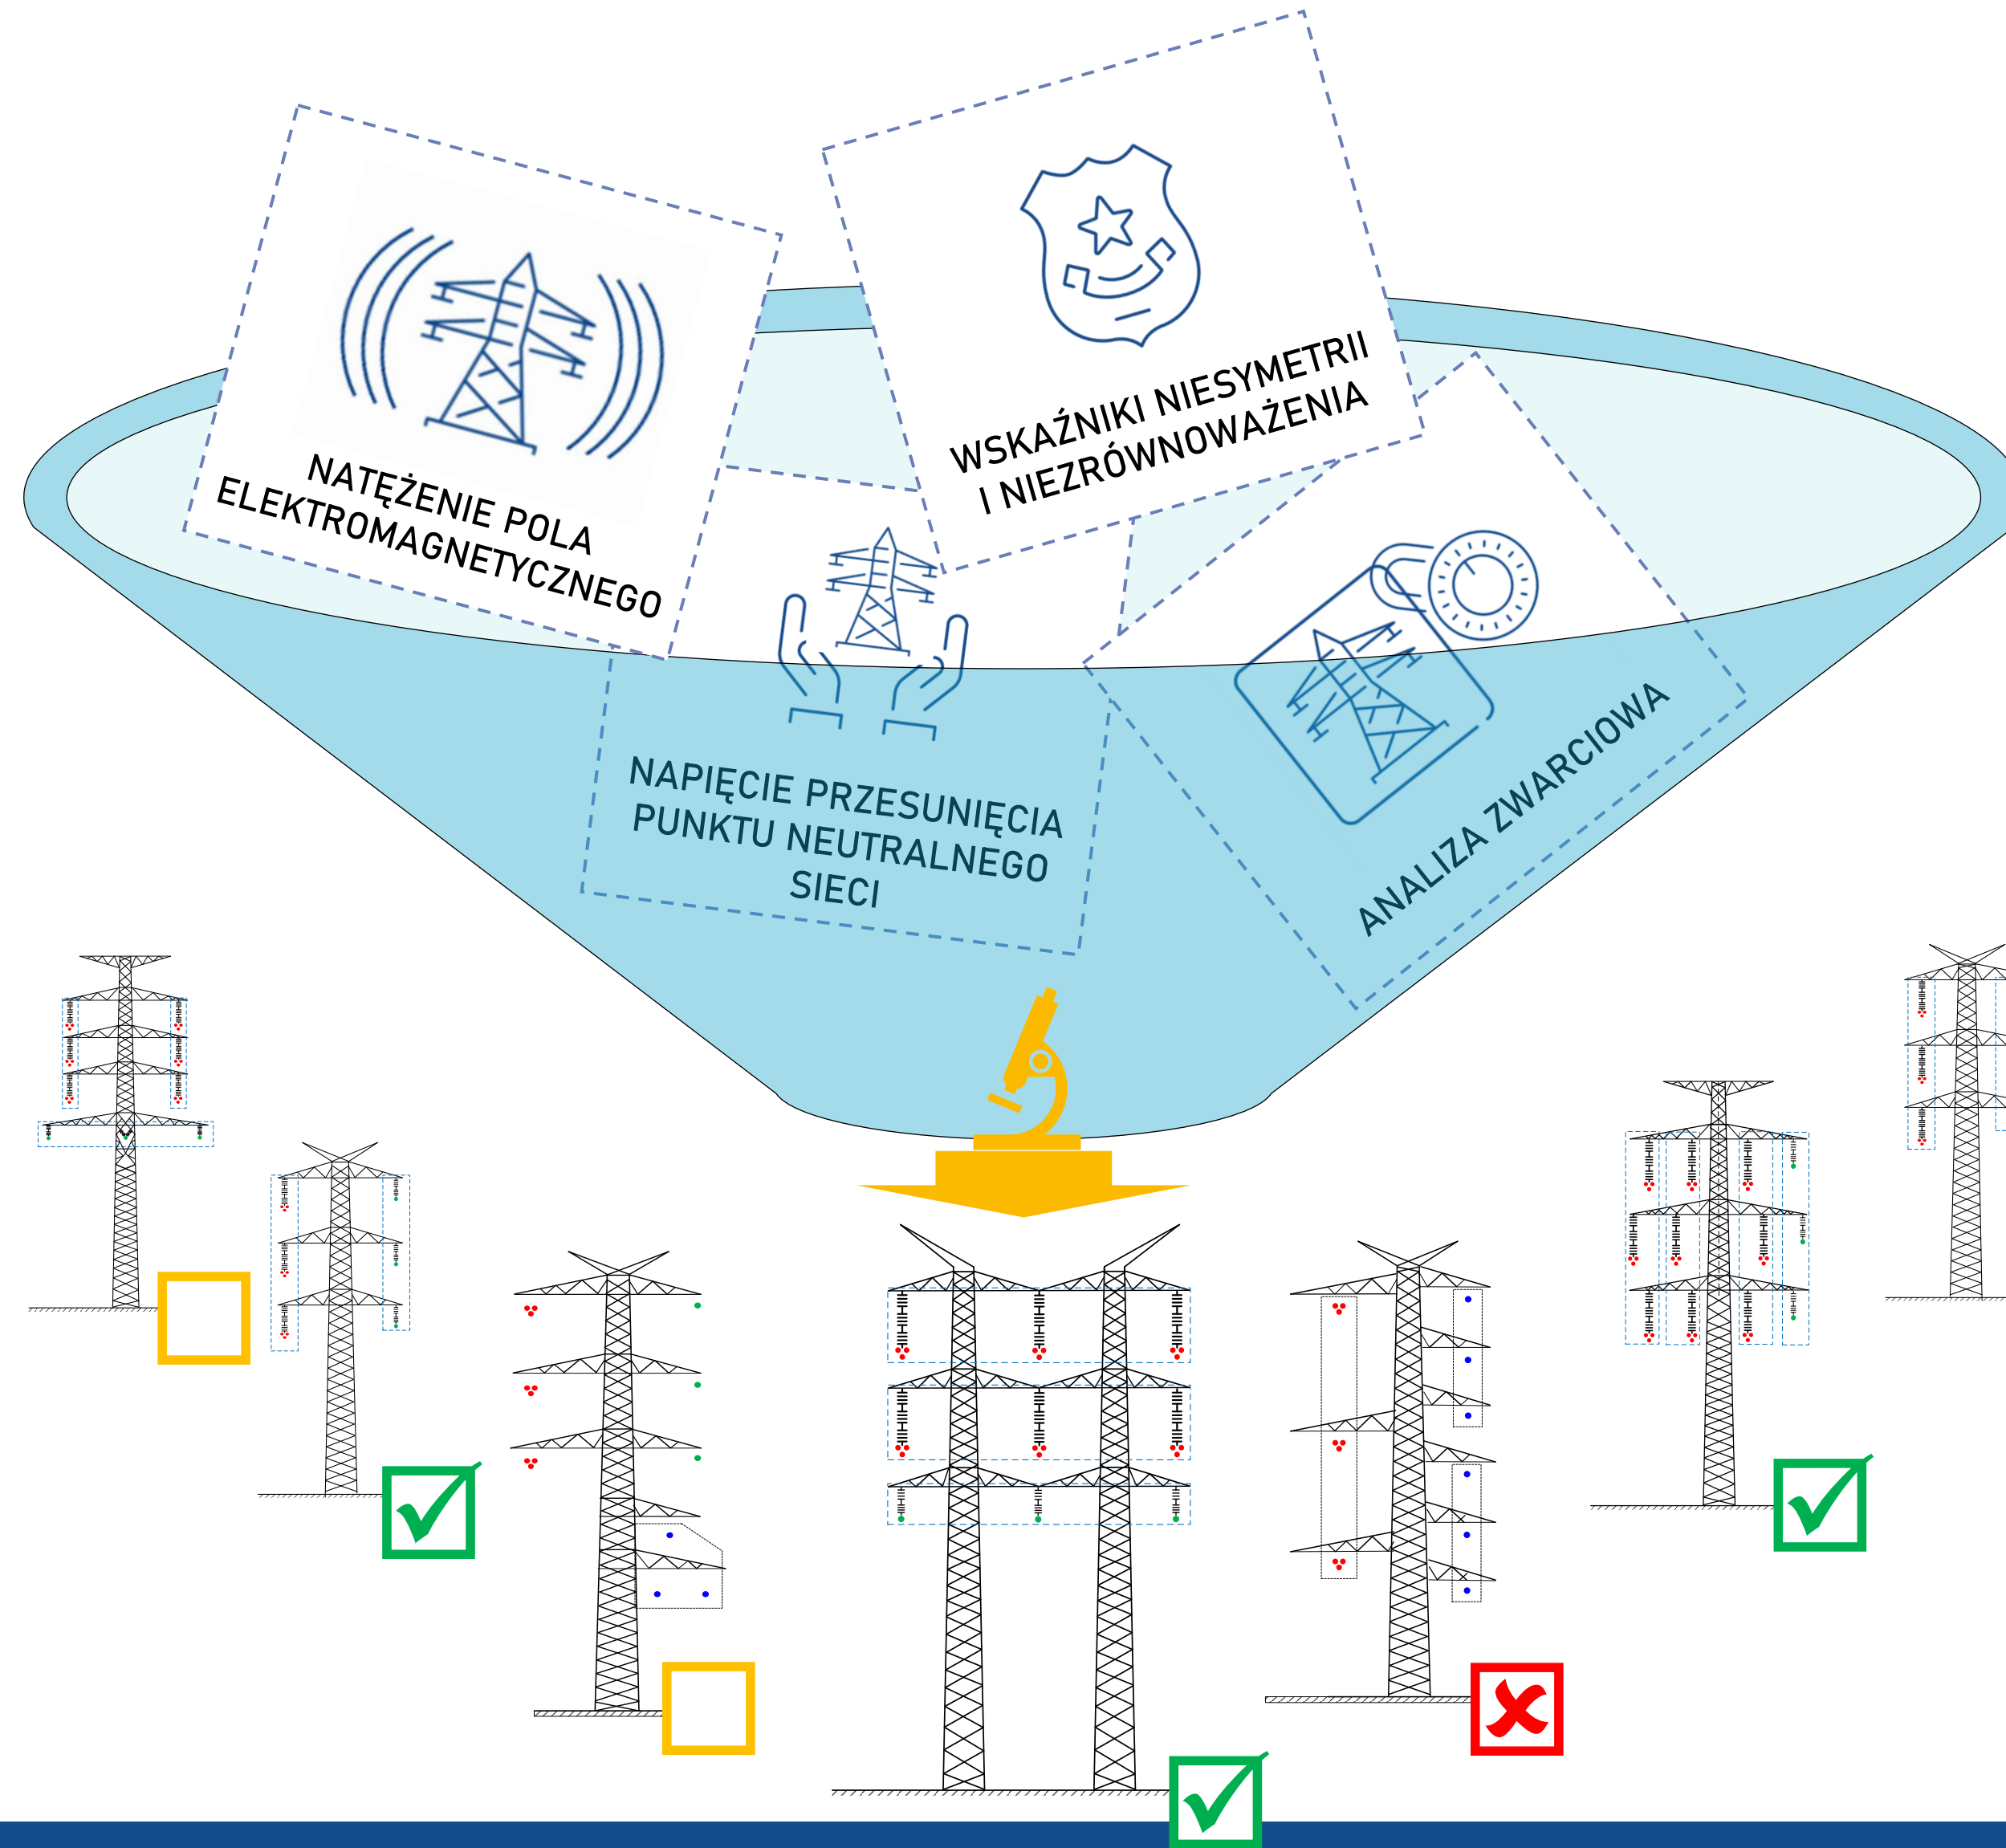 NATĘŻENIE POLA
ELEKTROMAGNETYCZNEGO
WSKAŹNIKI NIESYMETRII
I NIEZRÓWNOWAŻENIA
NAPIĘCIE PRZESUNIĘCIA
PUNKTU NEUTRALNEGO
SIECI
ANALIZA ZWARCIOWA